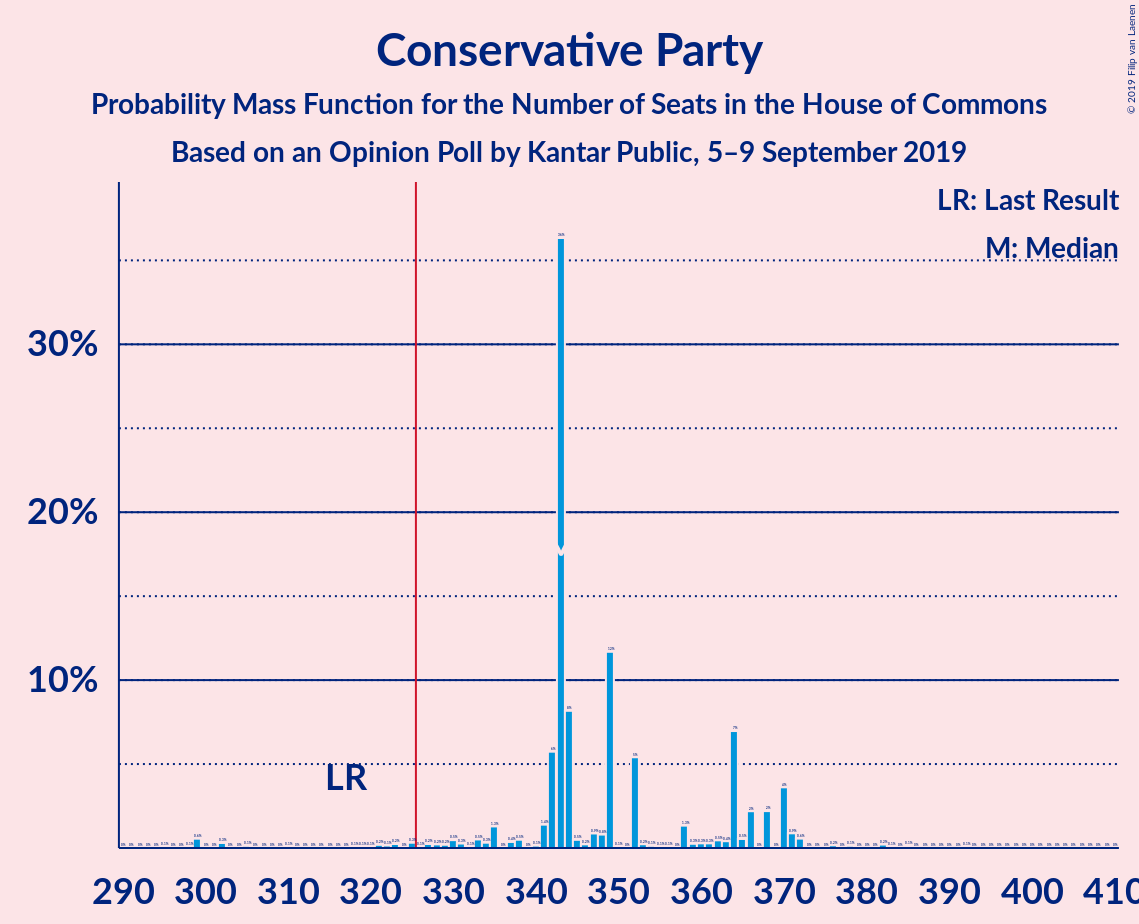 Conservative Party
Probability Mass Function for the Number of Seats in the House of Commons
Based on an Opinion Poll by Kantar Public, 5–9 September 2019
© 2019 Filip van Laenen
LR: Last Result
M: Median
30%
20%
10%
LR
290 300 310 320 330 340 350 360 370 380 390 400 410